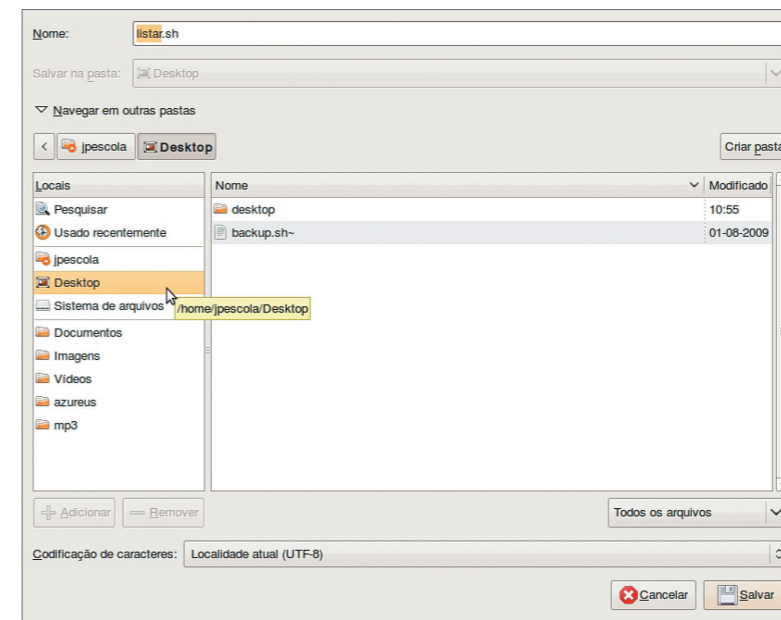 Nome: listar.sh
Salvar na pasta: Desktop
Navegar em outras pastas
< jpescola Desktop Criar pasta
Locais Nome Modificado
Pesquisar desktop 10:55
Usado recentemente backup.sh~ 01-08-2009
jpescola
Desktop
Sistema de arquivos /home/jpescola/Desktop
Documentos
Imagens
Vídeos
azureus
mp3
Adicionar Remover Todos os arquivos
Codificação de caracteres: Localidade atual (UTF-8)
Cancelar Salvar